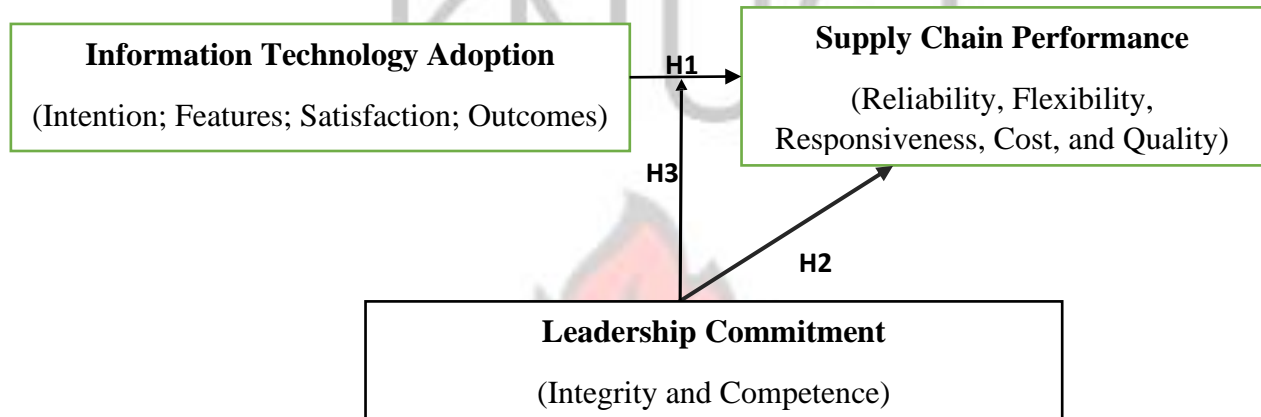 Information Technology Adoption
(Intention; Features; Satisfaction; Outcomes)
H1
Supply Chain Performance
(Reliability, Flexibility,
Responsiveness, Cost, and Quality)
H3
H2
Leadership Commitment
(Integrity and Competence)